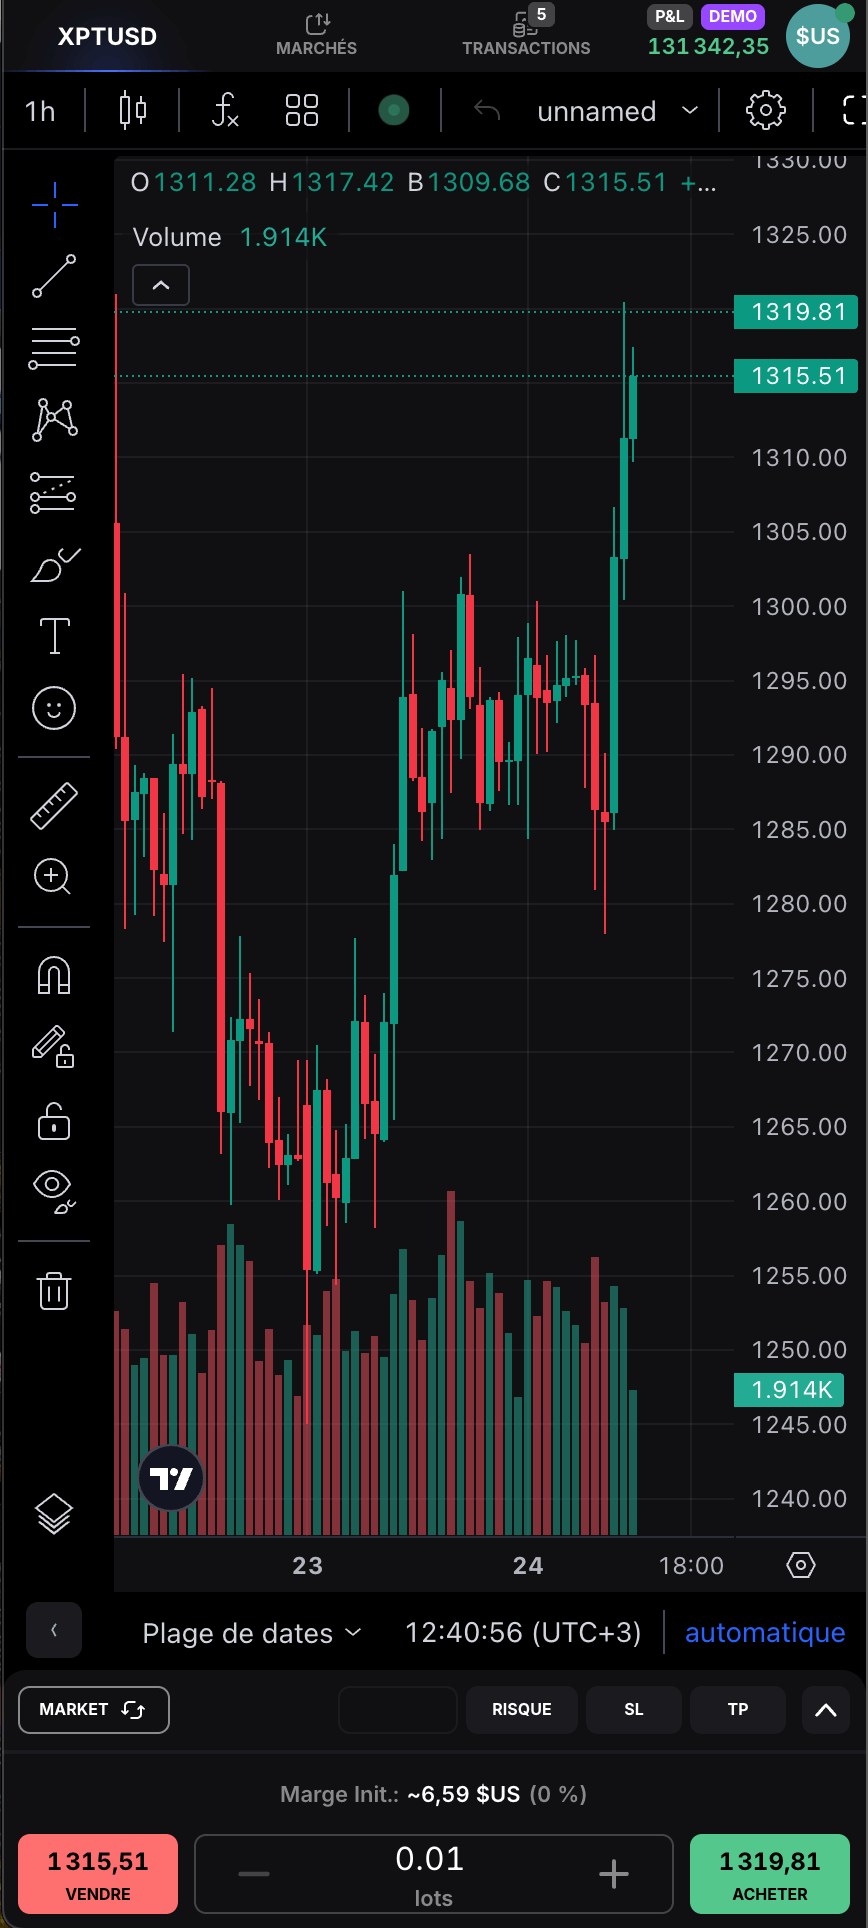 XPTUSD
MARCHÉS
5
TRANSACTIONS
P&L DEMO
131 342,35
$US
1h
unnamed
O1311.28 H1317.42 B1309.68 C1315.51 +...
Volume 1.914K
1330.00
1325.00
1319.81
1315.51
1310.00
1305.00
1300.00
1295.00
1290.00
1285.00
1280.00
1275.00
1270.00
1265.00
1260.00
1255.00
1250.00
1.914K
1245.00
1240.00
23 24 18:00
Plage de dates 12:40:56 (UTC+3) automatique
MARKET RISQUE SL TP
Marge Init.: ~6,59 $US (0 %)
1 315,51
VENDRE
0.01
lots
1 319,81
ACHETER